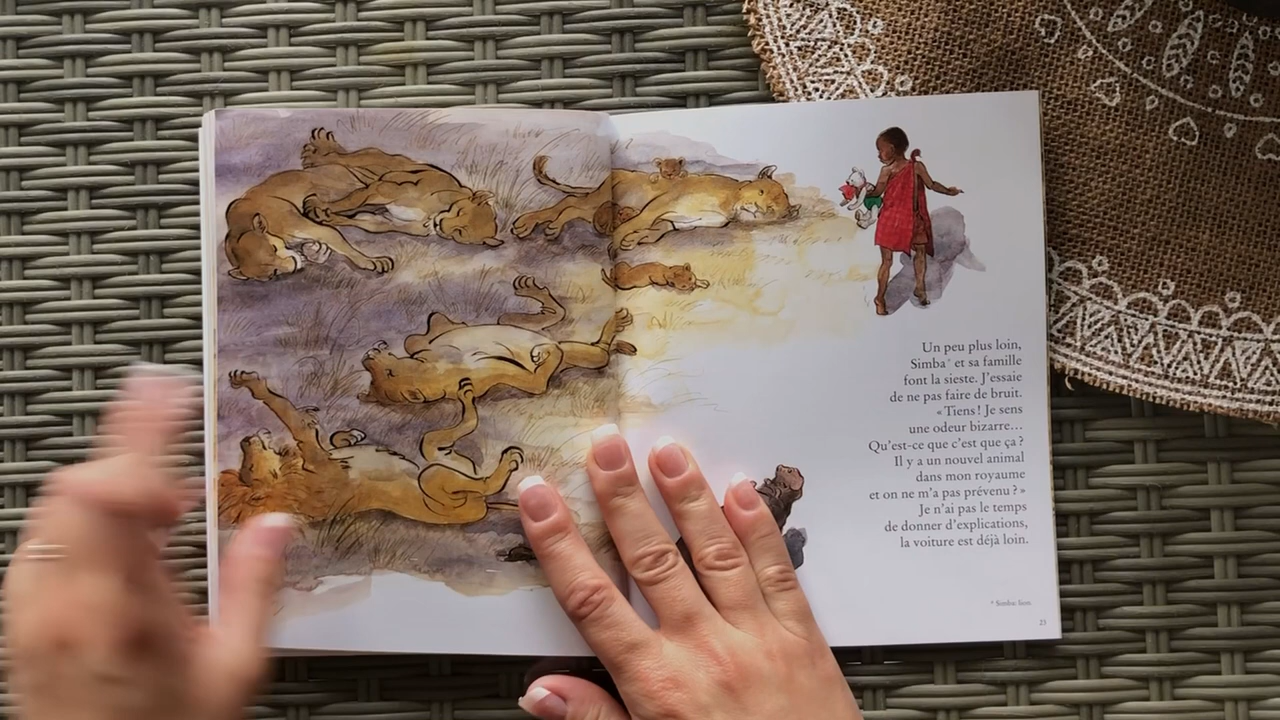 Un peu plus loin,
Simba* et sa famille
font la sieste. J'essaie
de ne pas faire de bruit.
« Tiens ! Je sens
une odeur bizarre…
Qu'est-ce que c'est que ça ?
Il y a un nouvel animal
dans mon royaume
et on ne m'a pas prévenu ? »
Je n'ai pas le temps
de donner d'explications,
la voiture est déjà loin.
* Simba: lion.
23